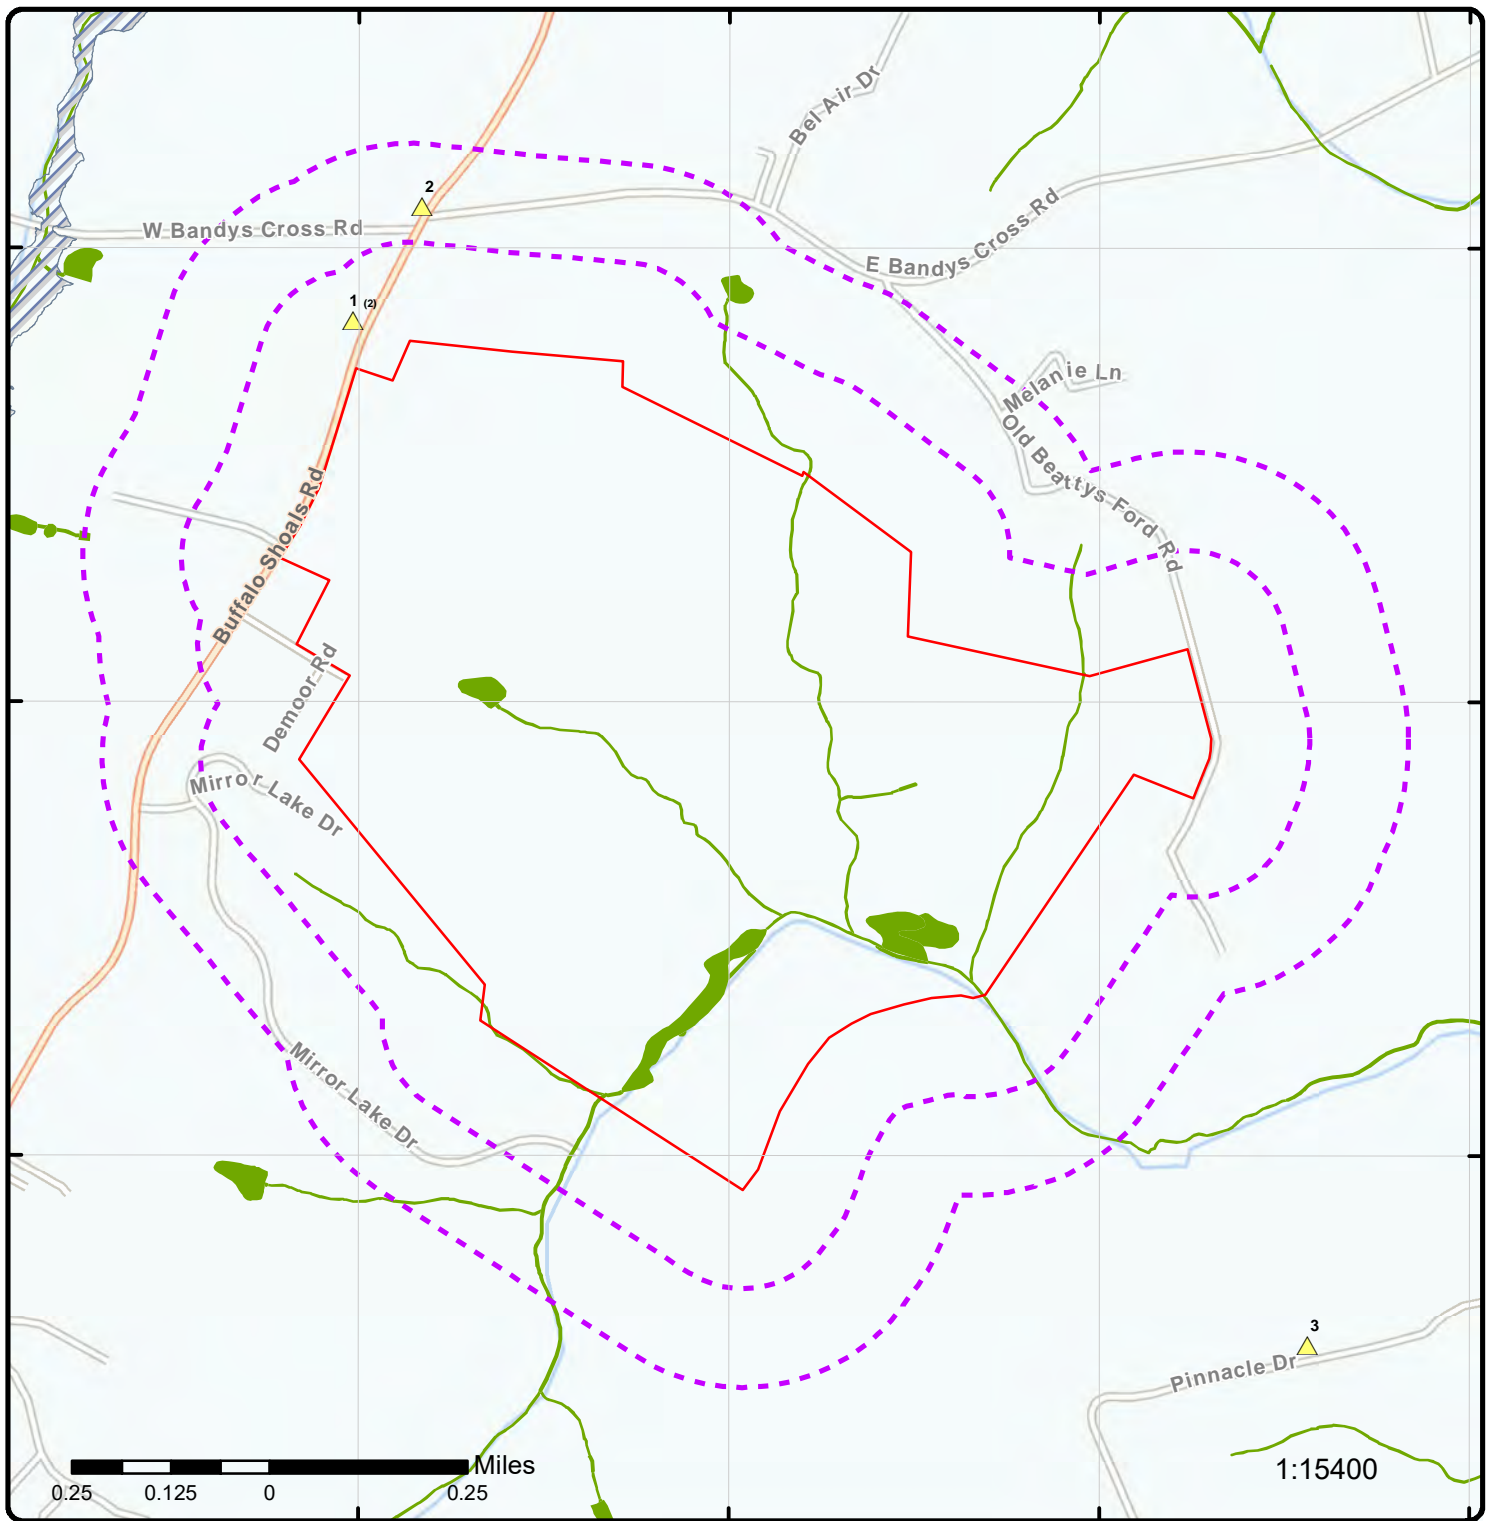 Bel Air Dr
2
W Bandys Cross Rd
E Bandys Cross Rd
1 (2)
Melanie Ln
Old Beattys Ford Rd
Buffalo Shoals Rd
Demoor Rd
Mirror Lake Dr
Mirror Lake Dr
3
Pinnacle Dr
Miles
0.25 0.125 0 0.25
1:15400